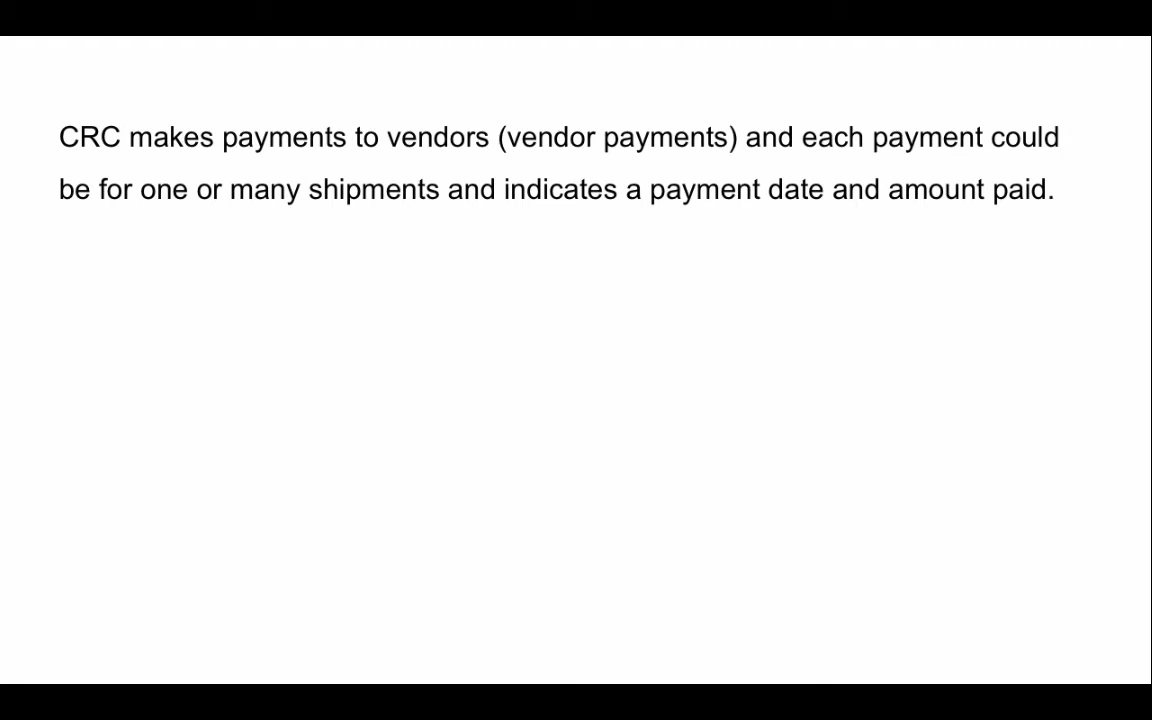 CRC makes payments to vendors (vendor payments) and each payment could
be for one or many shipments and indicates a payment date and amount paid.